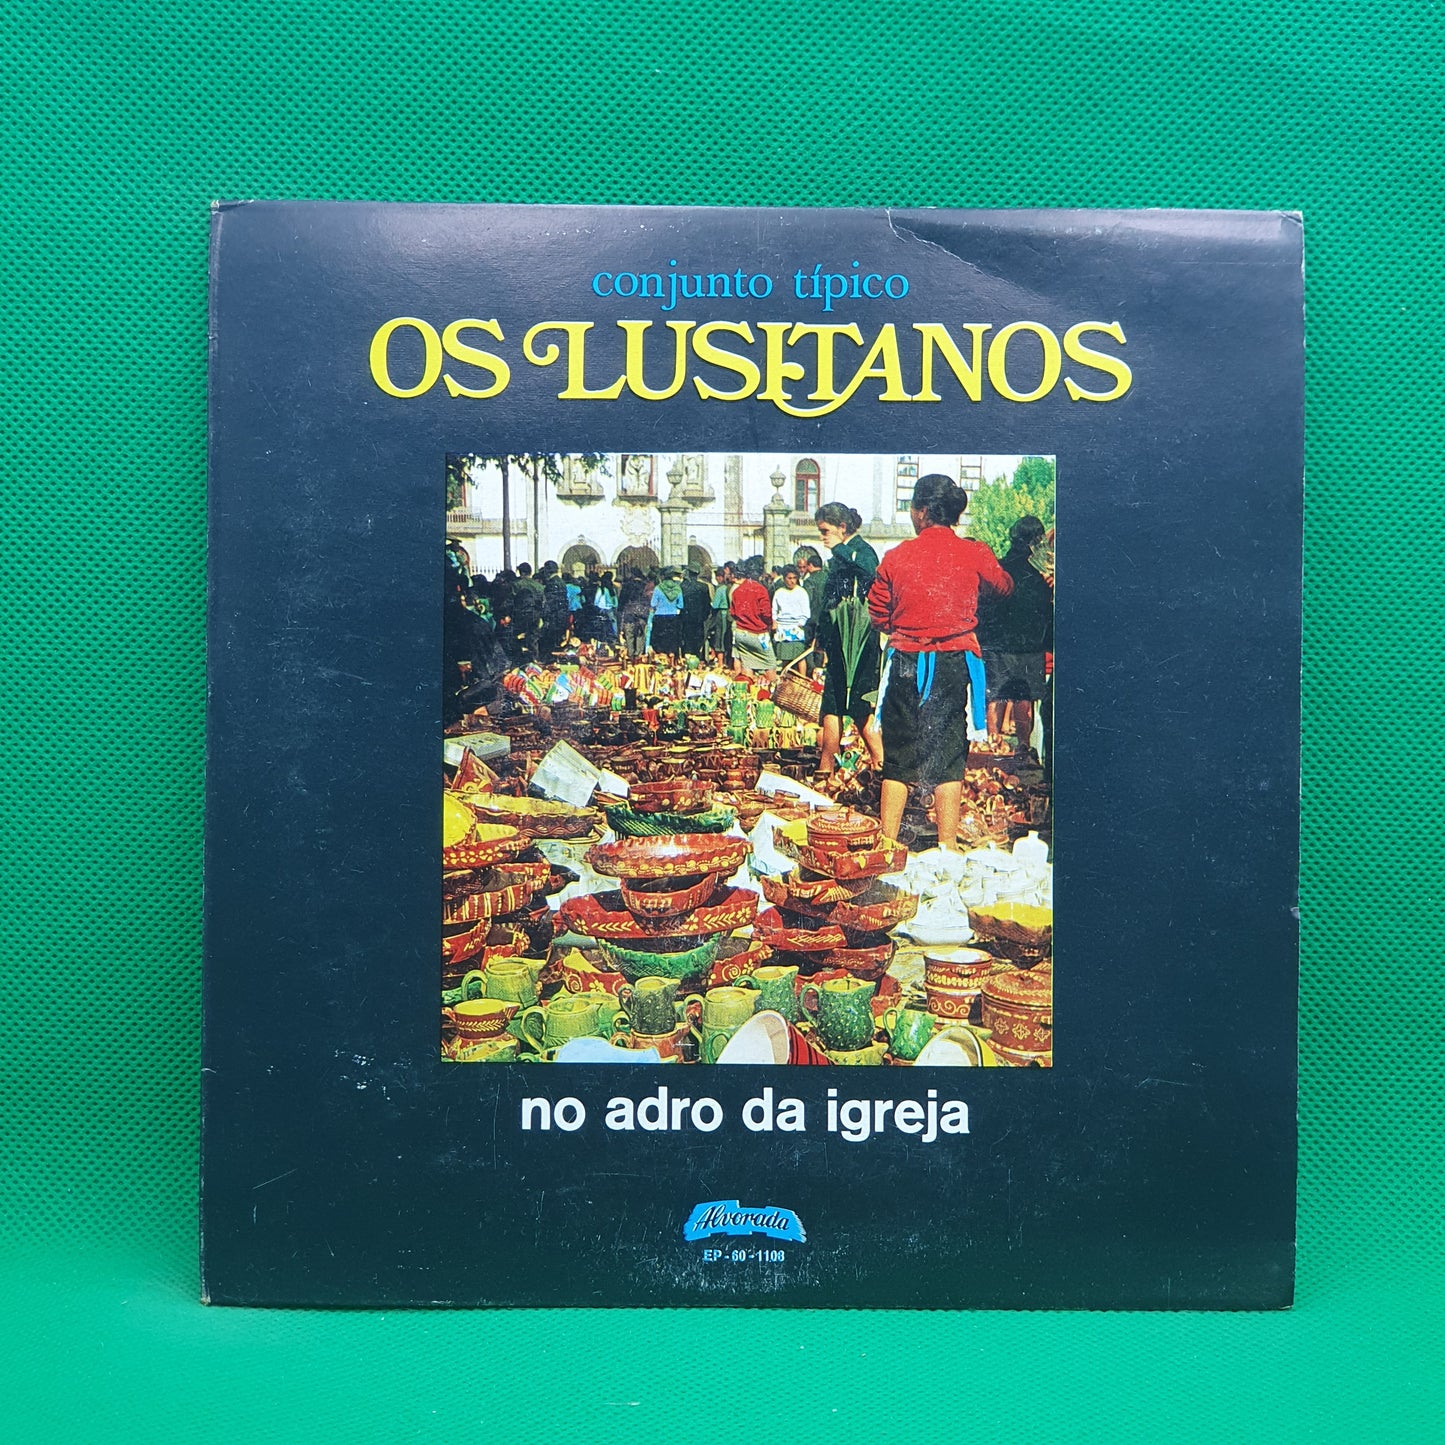 conjunto típico
OS LUSITANOS
no adro da igreja
Alvorada
EP - 60 - 1108